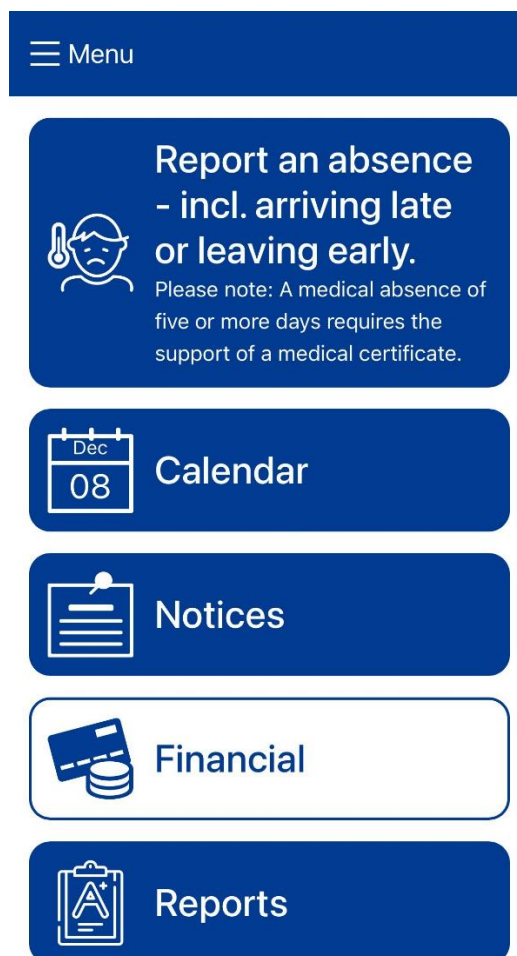 Menu
Report an absence
- incl. arriving late
or leaving early.
Please note: A medical absence of
five or more days requires the
support of a medical certificate.
Dec
08
Calendar
Notices
Financial
A+
Reports